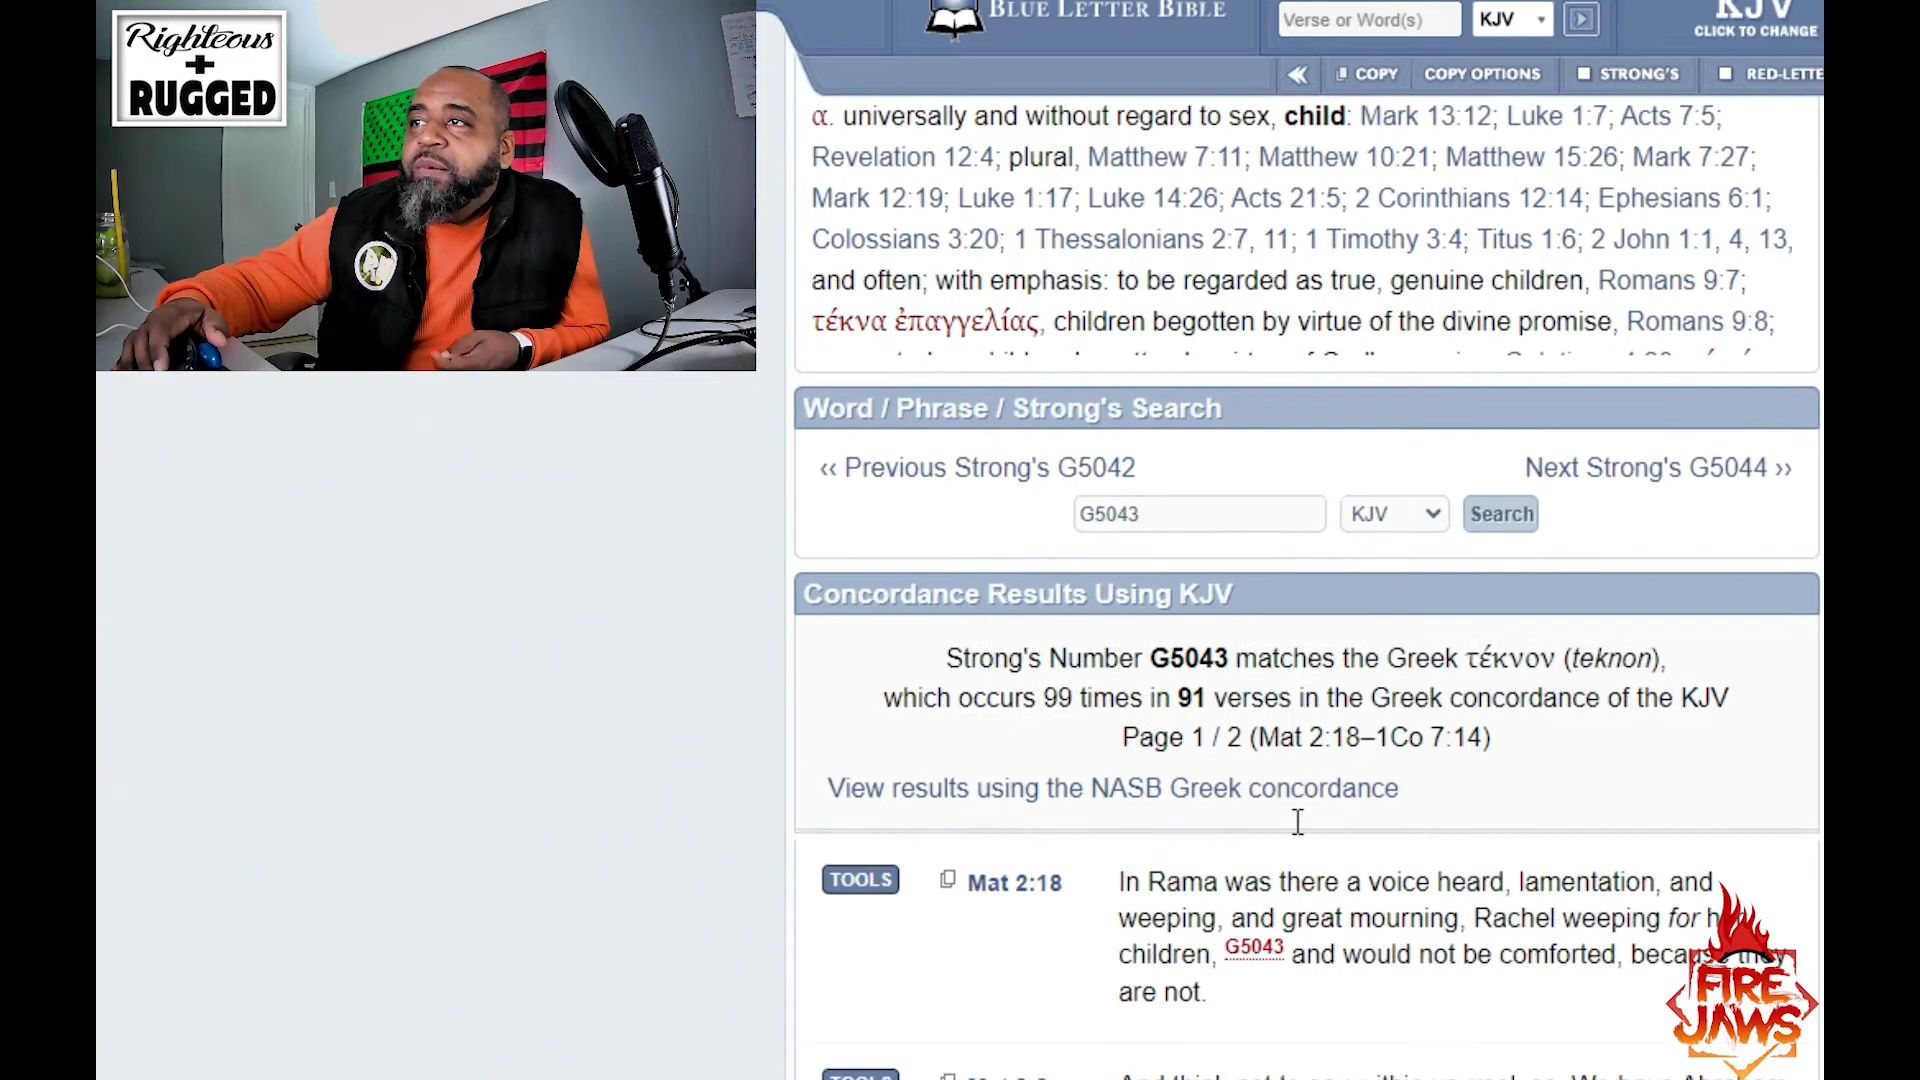 Righteous
+
RUGGED
BLUE LETTER BIBLE
Verse or Word(s)
KJV
KJV
CLICK TO CHANGE
COPY
COPY OPTIONS
STRONG'S
RED-LETTE
α. universally and without regard to sex, child: Mark 13:12; Luke 1:7; Acts 7:5;
Revelation 12:4; plural, Matthew 7:11; Matthew 10:21; Matthew 15:26; Mark 7:27;
Mark 12:19; Luke 1:17; Luke 14:26; Acts 21:5; 2 Corinthians 12:14; Ephesians 6:1;
Colossians 3:20; 1 Thessalonians 2:7, 11; 1 Timothy 3:4; Titus 1:6; 2 John 1:1, 4, 13,
and often; with emphasis: to be regarded as true, genuine children, Romans 9:7;
τέκνα ἐπαγγελίας, children begotten by virtue of the divine promise, Romans 9:8;
Word / Phrase / Strong's Search
‹‹ Previous Strong's G5042
Next Strong's G5044 ››
G5043
KJV
Search
Concordance Results Using KJV
Strong's Number G5043 matches the Greek τέκνον (teknon),
which occurs 99 times in 91 verses in the Greek concordance of the KJV
Page 1 / 2 (Mat 2:18–1Co 7:14)
View results using the NASB Greek concordance
TOOLS
Mat 2:18
In Rama was there a voice heard, lamentation, and
weeping, and great mourning, Rachel weeping for
children, G5043 and would not be comforted, because they
are not.
FIRE
JAWS
TOOLS